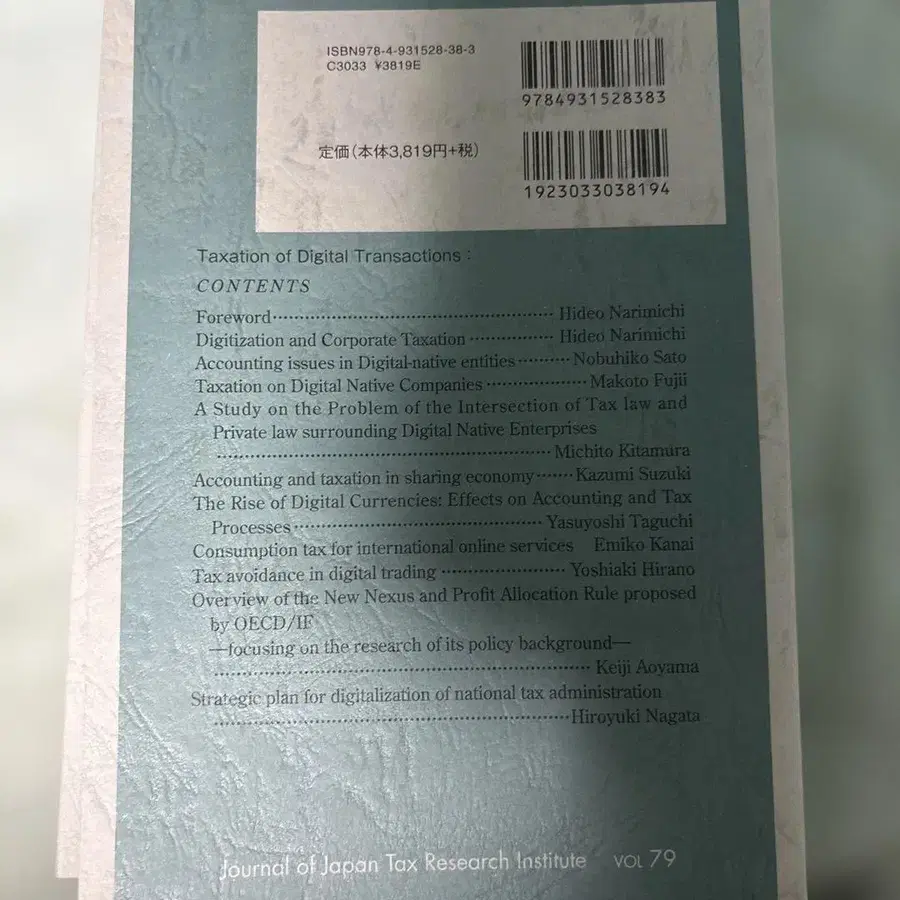 ISBN978-4-931528-38-3
C3033 ¥3819E
9784931528383
定価(本体3,819円+税)
1923033038194
Taxation of Digital Transactions :
CONTENTS
Foreword·················· Hideo Narimichi
Digitization and Corporate Taxation ··············· Hideo Narimichi
Accounting issues in Digital-native entities ········· Nobuhiko Sato
Taxation on Digital Native Companies ·················· Makoto Fujii
A Study on the Problem of the Intersection of Tax law and
Private law surrounding Digital Native Enterprises
·················· Michito Kitamura
Accounting and taxation in sharing economy ······· Kazumi Suzuki
The Rise of Digital Currencies: Effects on Accounting and Tax
Processes ·················· Yasuyoshi Taguchi
Consumption tax for international online services Emiko Kanai
Tax avoidance in digital trading ·················· Yoshiaki Hirano
Overview of the New Nexus and Profit Allocation Rule proposed
by OECD/IF
—focusing on the research of its policy background—
·················· Keiji Aoyama
Strategic plan for digitalization of national tax administration
·················· Hiroyuki Nagata
Journal of Japan Tax Research Institute VOL 79